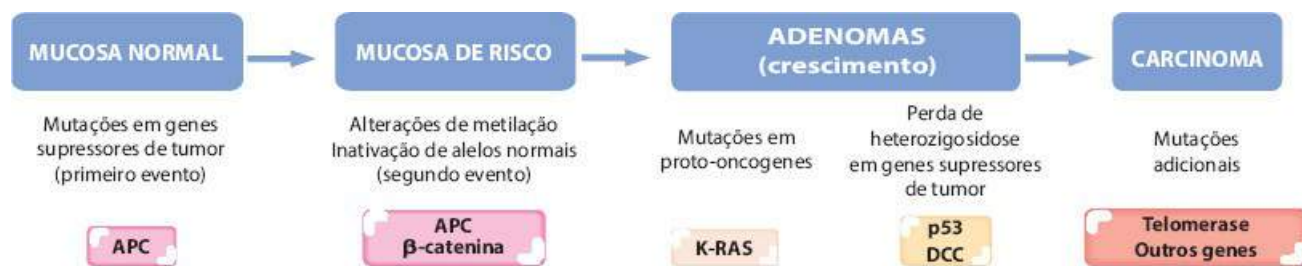 MUCOSA NORMAL
MUCOSA DE RISCO
ADENOMAS
(crescimento)
CARCINOMA
Mutações em genes
supressores de tumor
(primeiro evento)
Alterações de metilação
Inativação de alelos normais
(segundo evento)
Mutações em
proto-oncogenes
Perda de
heterozigosidose
em genes supressores
de tumor
Mutações
adicionais
APC
APC
β-catenina
K-RAS
p53
DCC
Telomerase
Outros genes